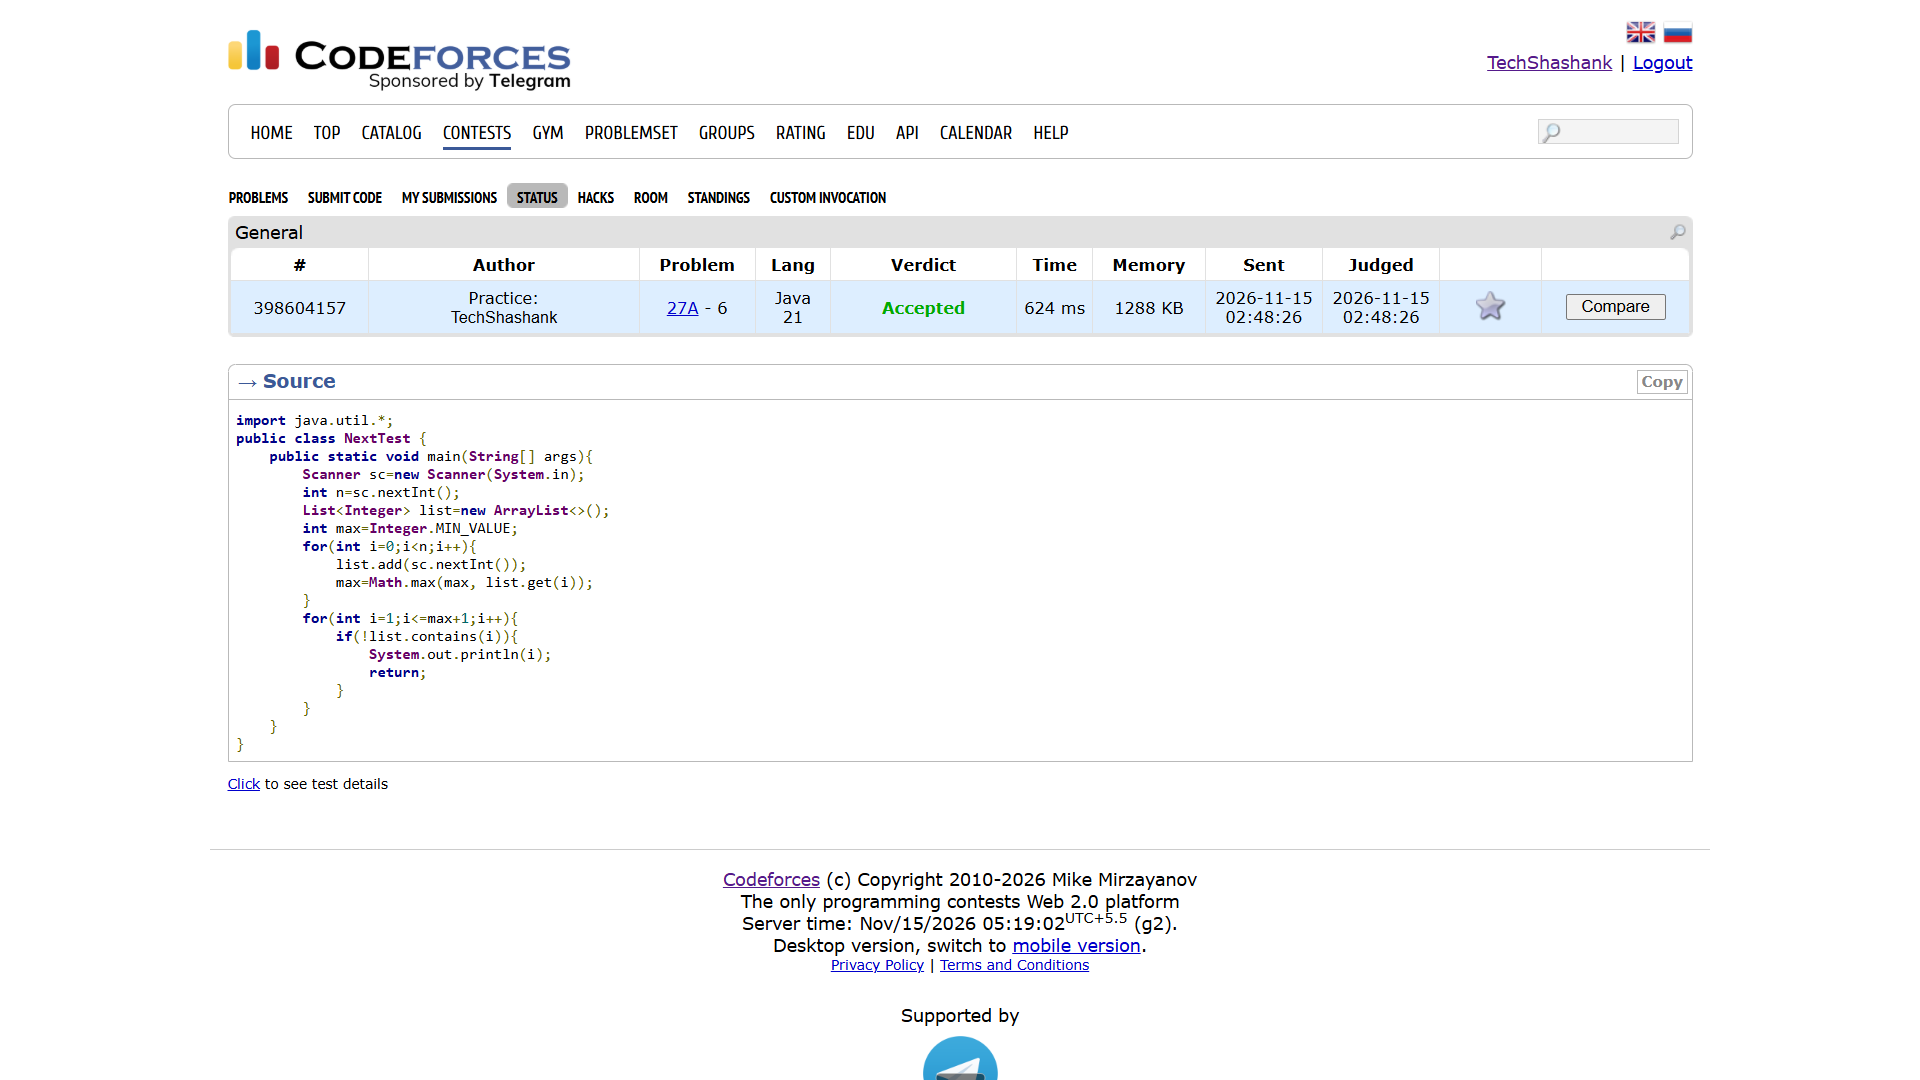 CODEFORCES
Sponsored by Telegram
TechShashank | Logout
HOME TOP CATALOG CONTESTS GYM PROBLEMSET GROUPS RATING EDU API CALENDAR HELP
PROBLEMS SUBMIT CODE MY SUBMISSIONS STATUS HACKS ROOM STANDINGS CUSTOM INVOCATION
General
# Author Problem Lang Verdict Time Memory Sent Judged
398604157 Practice: TechShashank 27A - 6 Java 21 Accepted 624 ms 1288 KB 2026-11-15 02:48:26 2026-11-15 02:48:26 Compare
→ Source Copy
import java.util.*;
public class NextTest {
    public static void main(String[] args){
        Scanner sc=new Scanner(System.in);
        int n=sc.nextInt();
        List<Integer> list=new ArrayList<>();
        int max=Integer.MIN_VALUE;
        for(int i=0;i<n;i++){
            list.add(sc.nextInt());
            max=Math.max(max, list.get(i));
        }
        for(int i=1;i<=max+1;i++){
            if(!list.contains(i)){
                System.out.println(i);
                return;
            }
        }
    }
}
Click to see test details
Codeforces (c) Copyright 2010-2026 Mike Mirzayanov
The only programming contests Web 2.0 platform
Server time: Nov/15/2026 05:19:02UTC+5.5 (g2).
Desktop version, switch to mobile version.
Privacy Policy | Terms and Conditions
Supported by